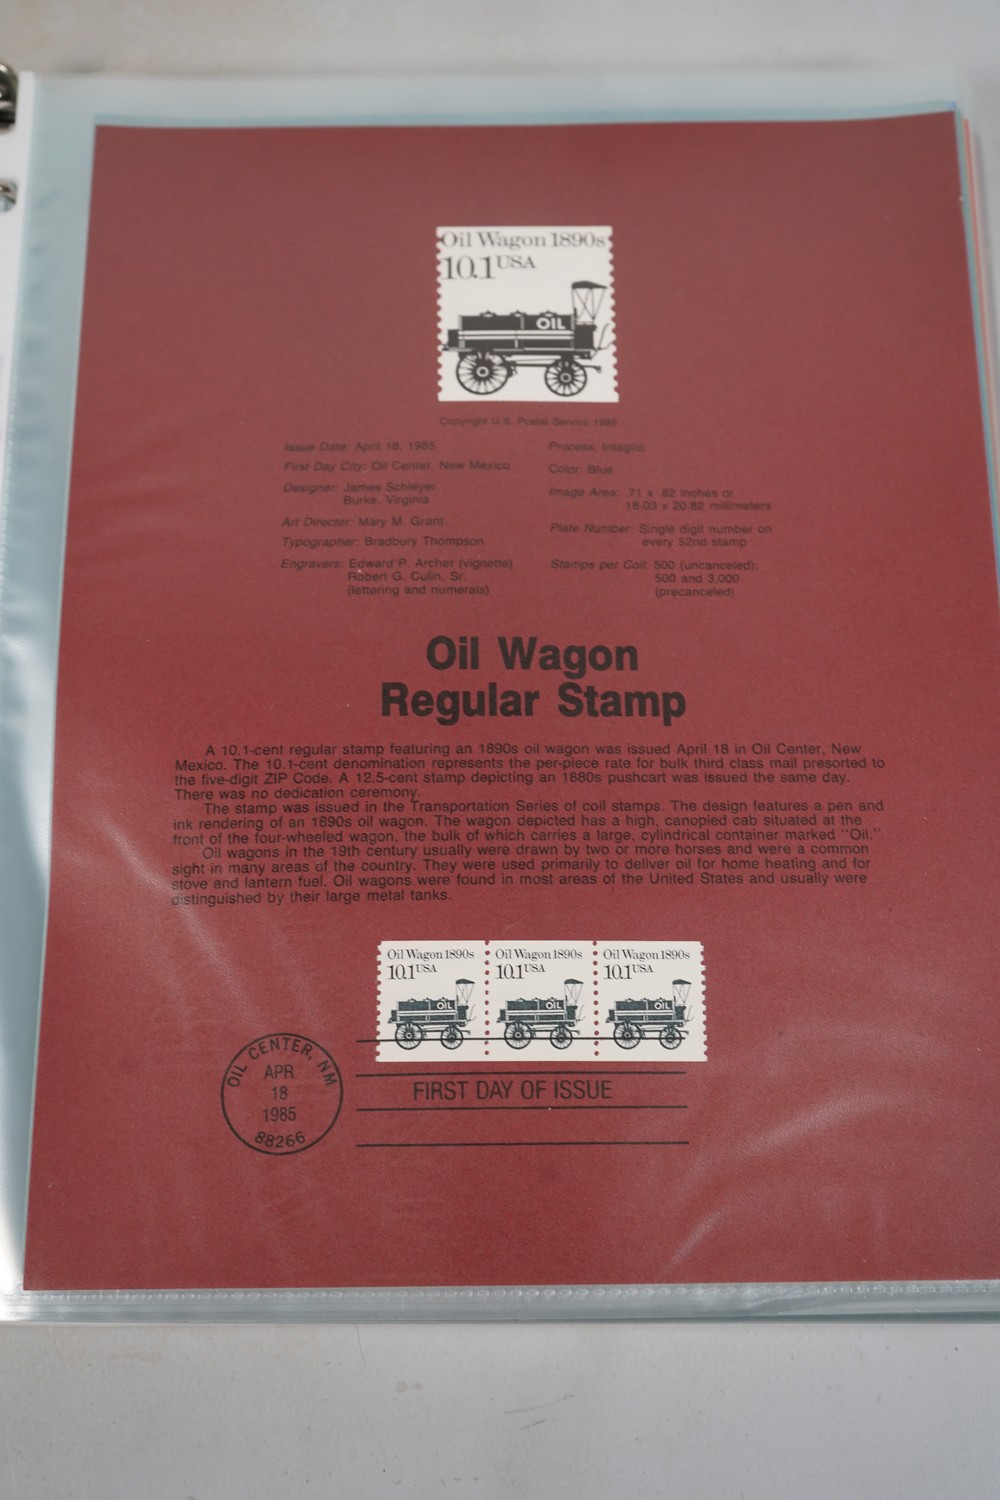 Oil Wagon 1890s
10.1 USA
OIL
Copyright U.S. Postal Service 1985
Issue Date: April 18, 1985
First Day City: Oil Center, New Mexico
Designer: James Schleyer
Burke, Virginia
Art Director: Mary M. Grant
Typographer: Bradbury Thompson
Engravers: Edward P. Archer (vignette)
Robert G. Culin, Sr.
(lettering and numerals)
Process: Intaglio
Color: Blue
Image Area: .71 x .82 inches or
18.03 x 20.82 millimeters
Plate Number: Single digit number on
every 52nd stamp
Stamps per Coil: 500 (uncanceled);
500 and 3,000
(precanceled)
Oil Wagon
Regular Stamp
A 10.1-cent regular stamp featuring an 1890s oil wagon was issued April 18 in Oil Center, New
Mexico. The 10.1-cent denomination represents the per-piece rate for bulk third class mail presorted to
the five-digit ZIP Code. A 12.5-cent stamp depicting an 1880s pushcart was issued the same day.
There was no dedication ceremony.
The stamp was issued in the Transportation Series of coil stamps. The design features a pen and
ink rendering of an 1890s oil wagon. The wagon depicted has a high, canopied cab situated at the
front of the four-wheeled wagon, the bulk of which carries a large, cylindrical container marked "Oil."
Oil wagons in the 19th century usually were drawn by two or more horses and were a common
sight in many areas of the country. They were used primarily to deliver oil for home heating and for
stove and lantern fuel. Oil wagons were found in most areas of the United States and usually were
distinguished by their large metal tanks.
Oil Wagon 1890s
10.1 USA
OIL
Oil Wagon 1890s
10.1 USA
OIL
Oil Wagon 1890s
10.1 USA
OIL
OIL CENTER, NM
APR
18
1985
88266
FIRST DAY OF ISSUE